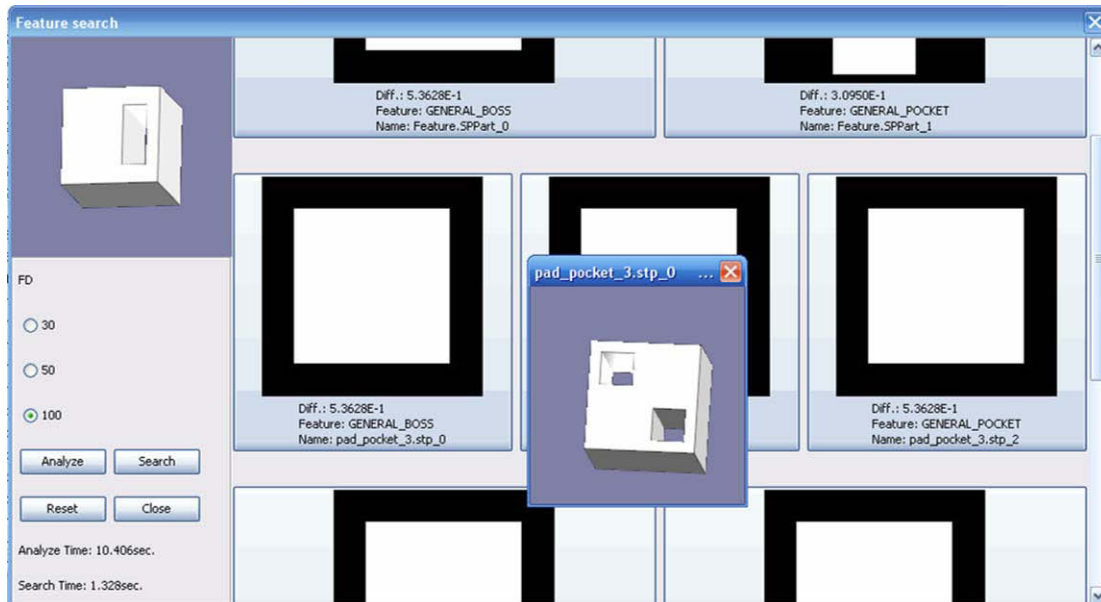 Feature search
Diff.: 5.3628E-1
Feature: GENERAL_BOSS
Name: Feature.SPPart_0
Diff.: 3.0950E-1
Feature: GENERAL_POCKET
Name: Feature.SPPart_1
pad_pocket_3.stp_0 ...
FD
30
50
100
Diff.: 5.3628E-1
Feature: GENERAL_BOSS
Name: pad_pocket_3.stp_0
Diff.: 5.3628E-1
Feature: GENERAL_POCKET
Name: pad_pocket_3.stp_2
Analyze Search
Reset Close
Analyze Time: 10.406sec.
Search Time: 1.328sec.